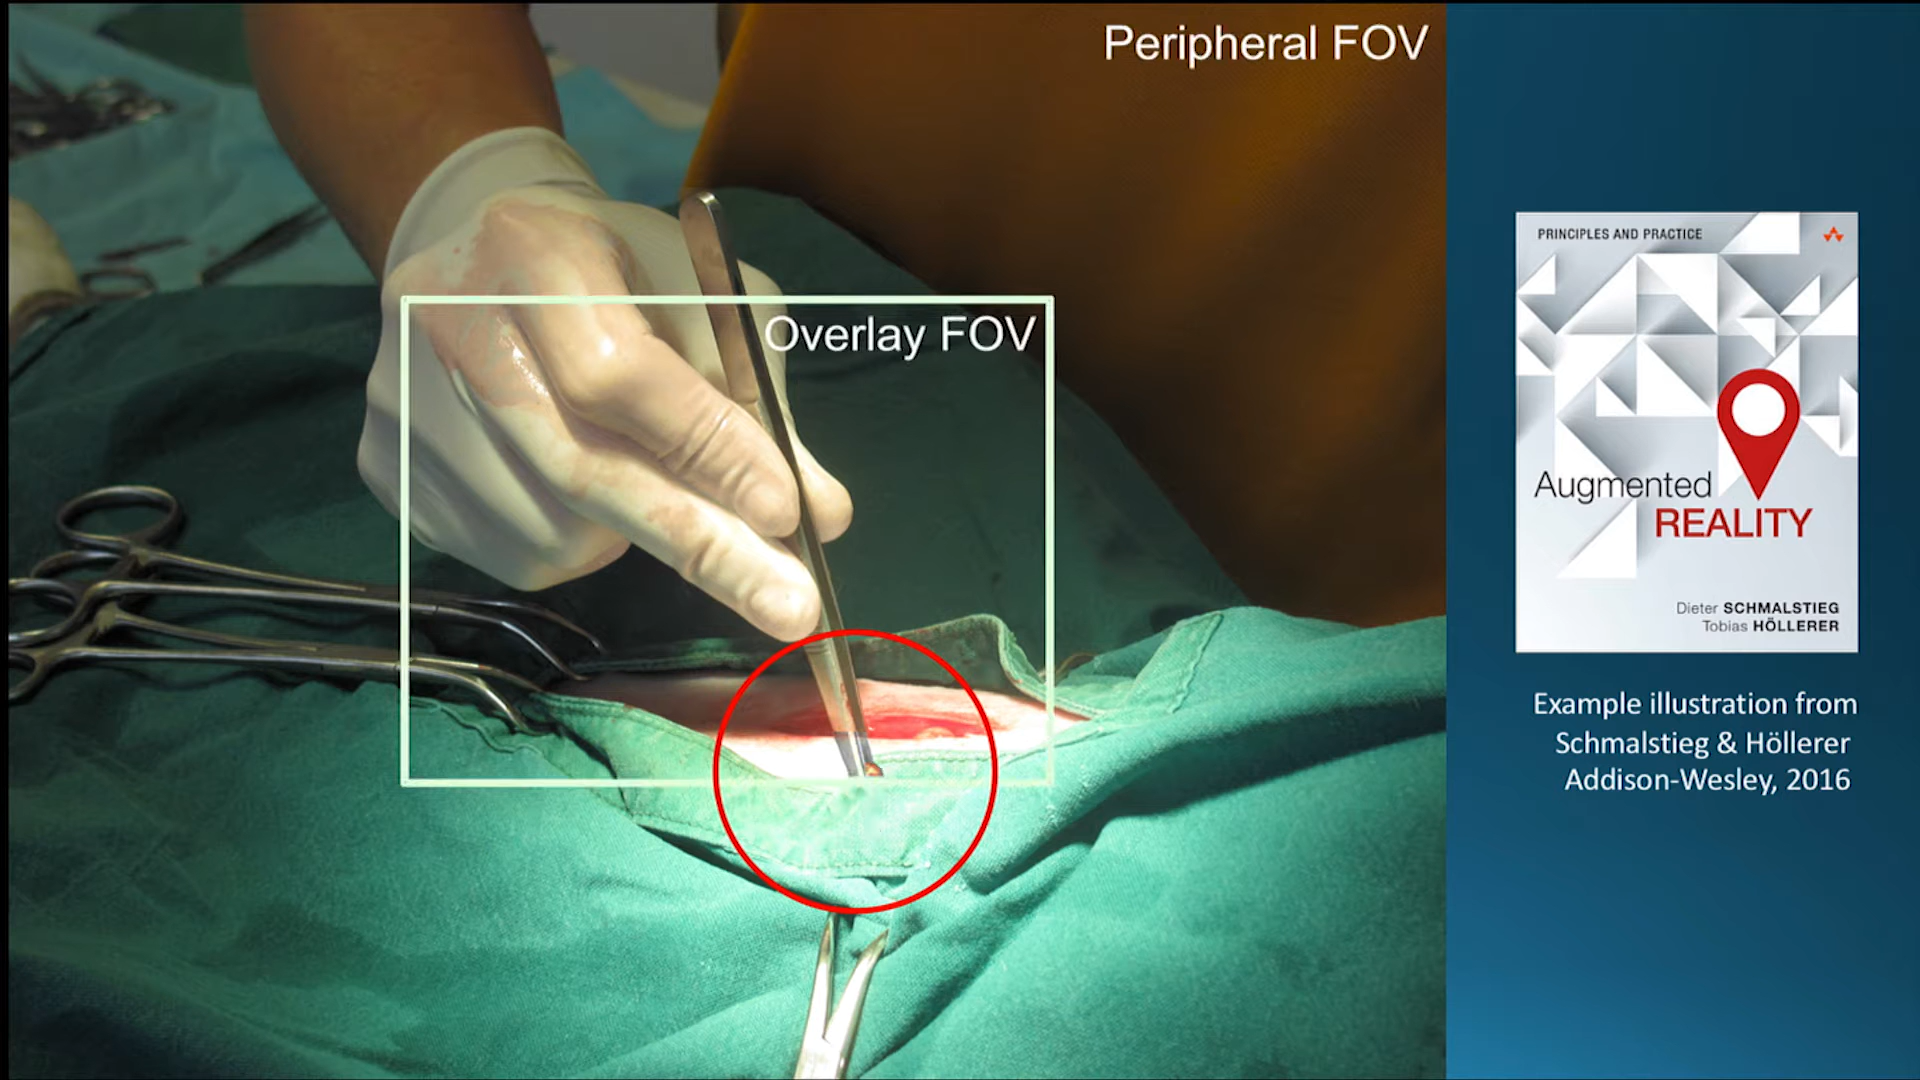 Peripheral FOV
Overlay FOV
PRINCIPLES AND PRACTICE
Augmented
REALITY
Dieter SCHMALSTIEG
Tobias HÖLLERER
Example illustration from
Schmalstieg & Höllerer
Addison-Wesley, 2016